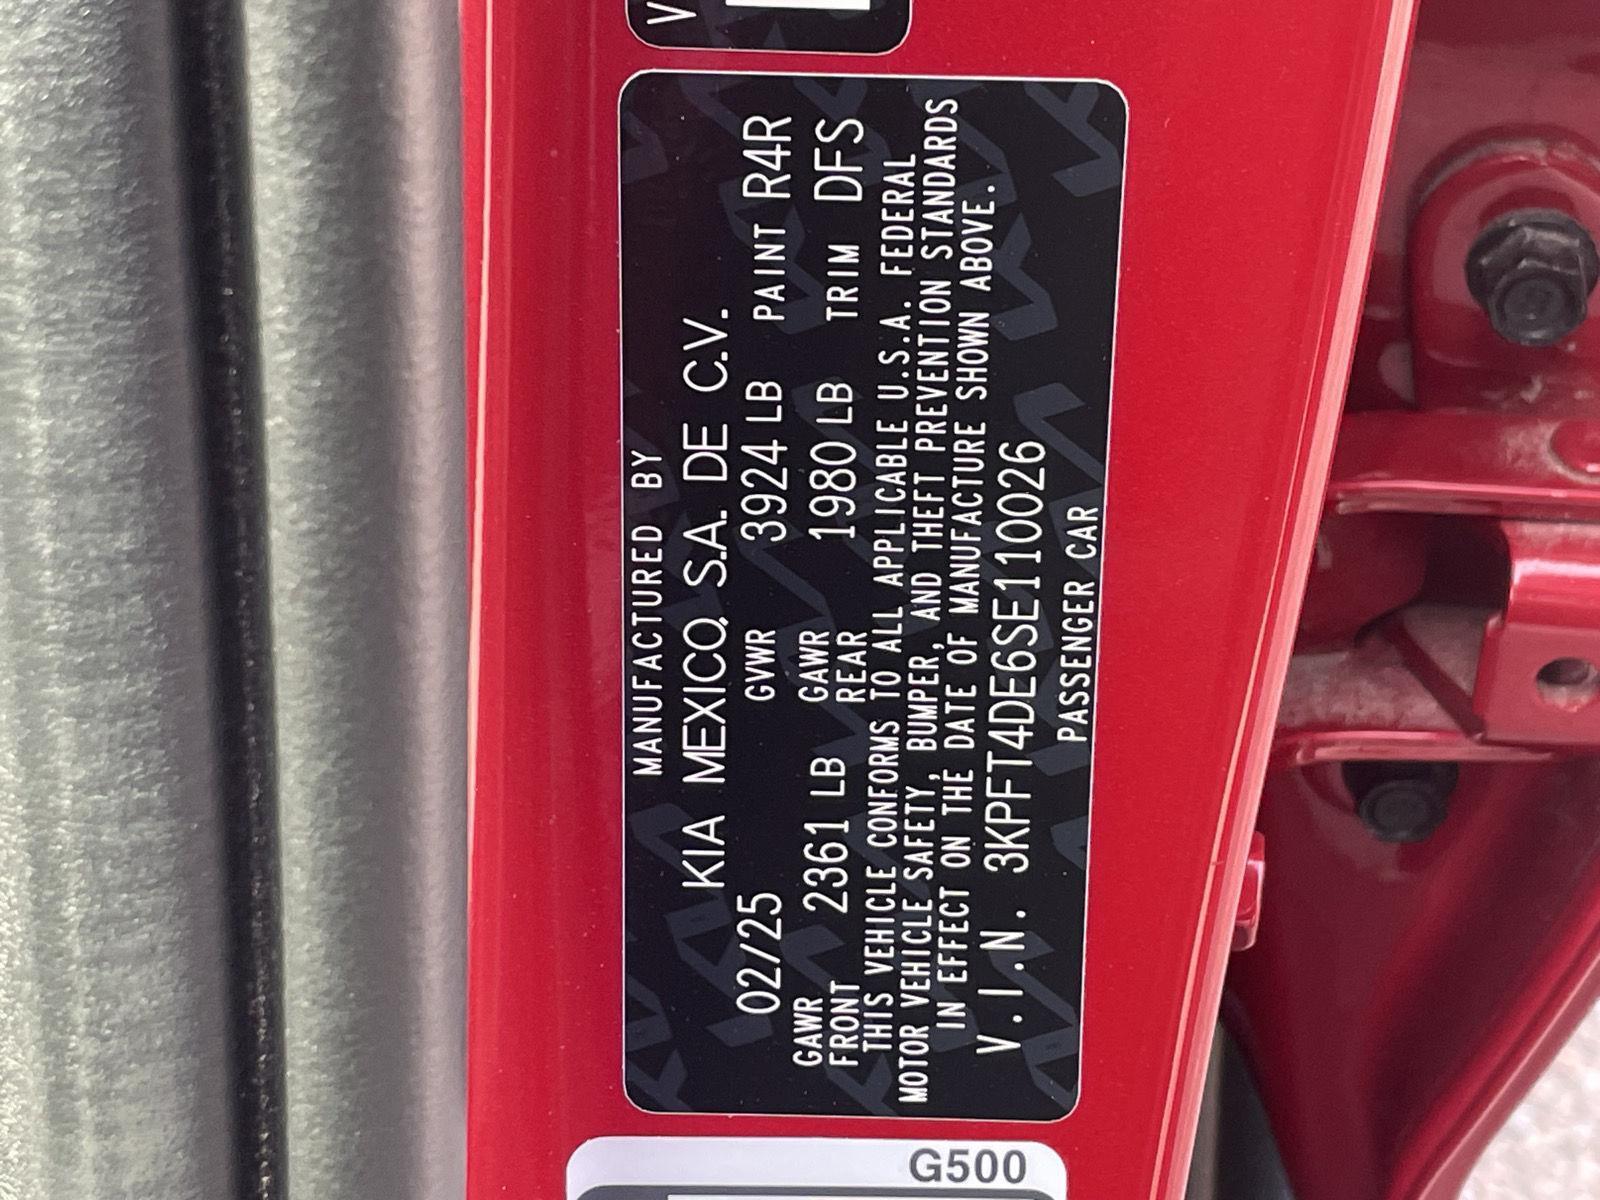 V
MANUFACTURED BY
KIA MEXICO, S.A. DE C.V.
02/25 GVWR 3924 LB PAINT R4R
GAWR FRONT 2361 LB GAWR REAR 1980 LB TRIM DFS
THIS VEHICLE CONFORMS TO ALL APPLICABLE U.S.A. FEDERAL
MOTOR VEHICLE SAFETY, BUMPER, AND THEFT PREVENTION STANDARDS
IN EFFECT ON THE DATE OF MANUFACTURE SHOWN ABOVE.
V.I.N. 3KPFT4DE6SE110026
PASSENGER CAR
G500